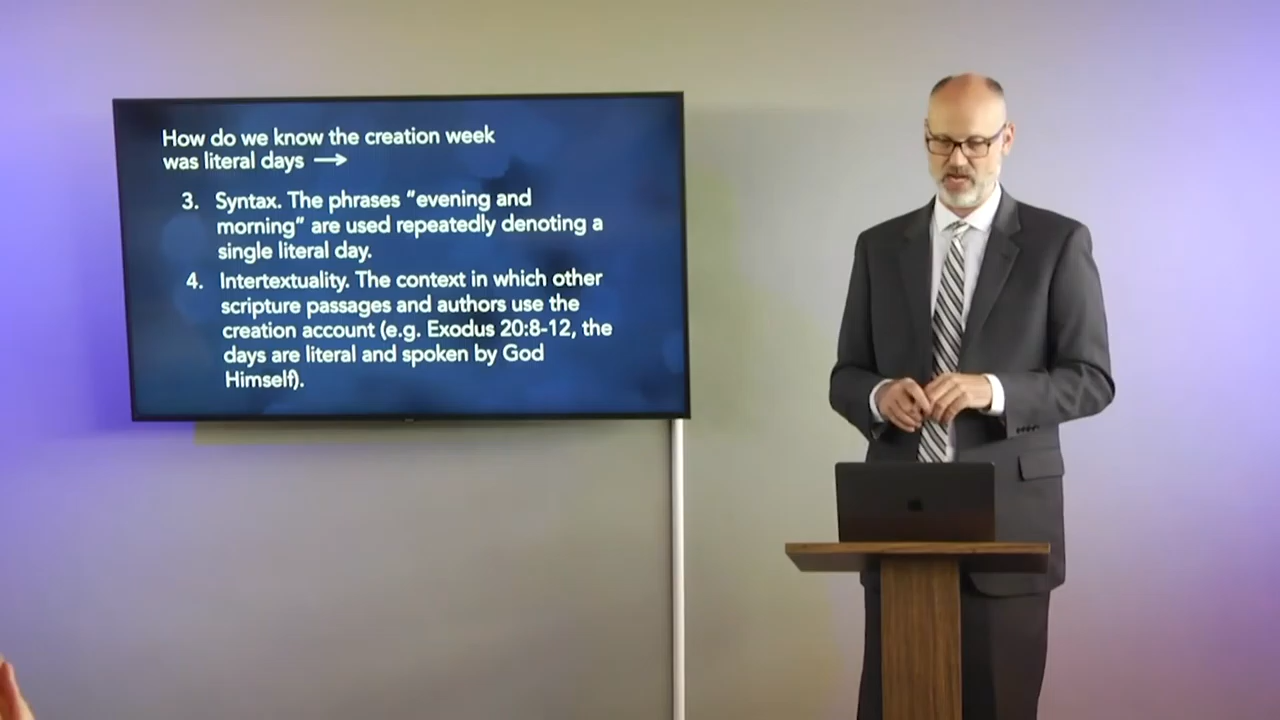 How do we know the creation week
was literal days →
3. Syntax. The phrases “evening and
morning” are used repeatedly denoting a
single literal day.
4. Intertextuality. The context in which other
scripture passages and authors use the
creation account (e.g. Exodus 20:8-12, the
days are literal and spoken by God
Himself).